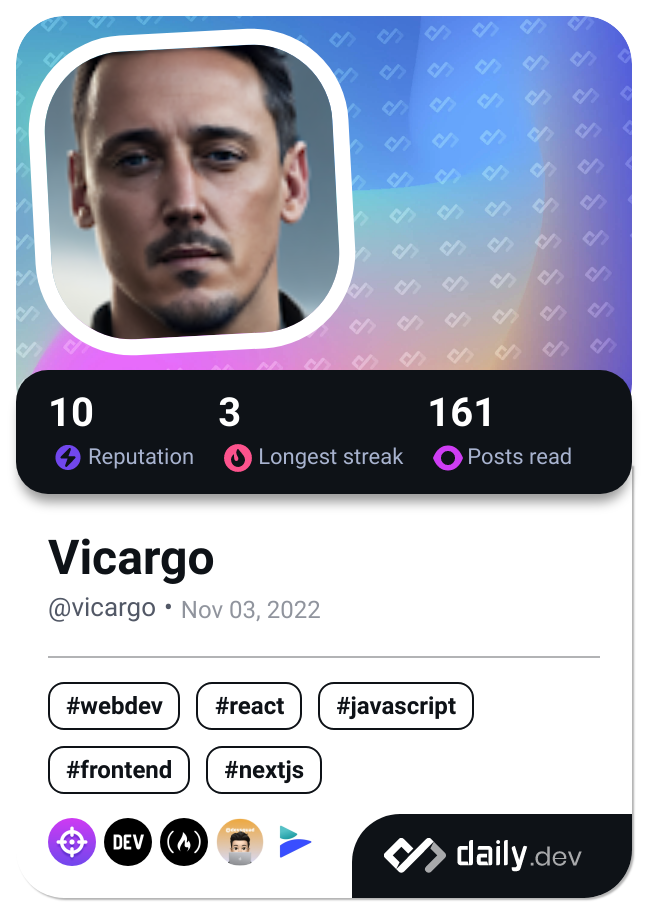 10 3 161
Reputation Longest streak Posts read
Vicargo
@vicargo • Nov 03, 2022
#webdev #react #javascript
#frontend #nextjs
DEV
daily.dev